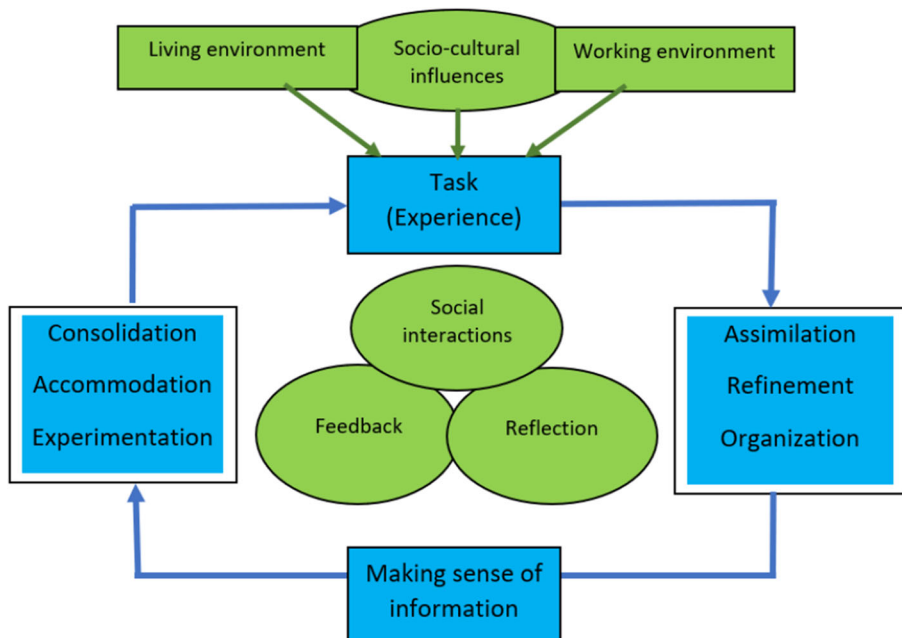 Living environment
Socio-cultural
influences
Working environment
Task
(Experience)
Social
interactions
Consolidation
Accommodation
Experimentation
Feedback
Reflection
Assimilation
Refinement
Organization
Making sense of
information